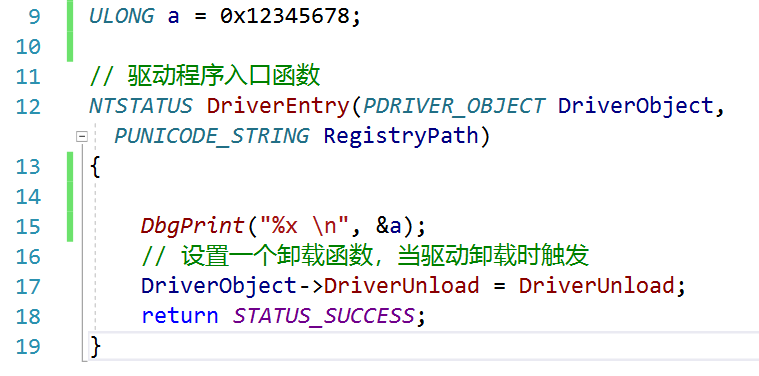 9 ULONG a = 0x12345678;
10
11 // 驱动程序入口函数
12 NTSTATUS DriverEntry(PDRIVER_OBJECT DriverObject,
PUNICODE_STRING RegistryPath)
13 {
14
15 DbgPrint("%x \n", &a);
16 // 设置一个卸载函数，当驱动卸载时触发
17 DriverObject->DriverUnload = DriverUnload;
18 return STATUS_SUCCESS;
19 }